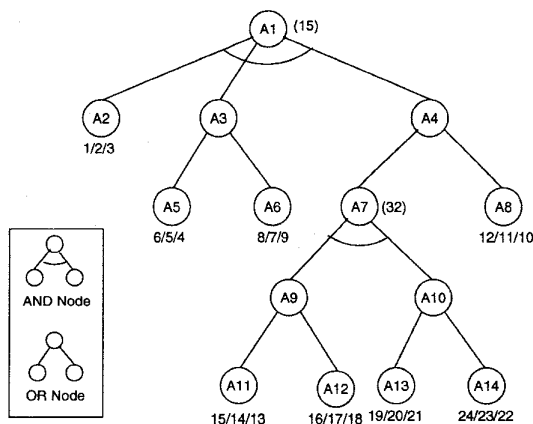 A1 (15)
A2 A3 A4
1/2/3
A5 A6 A7 (32) A8
6/5/4 8/7/9 12/11/10
AND Node
A9 A10
OR Node
A11 A12 A13 A14
15/14/13 16/17/18 19/20/21 24/23/22